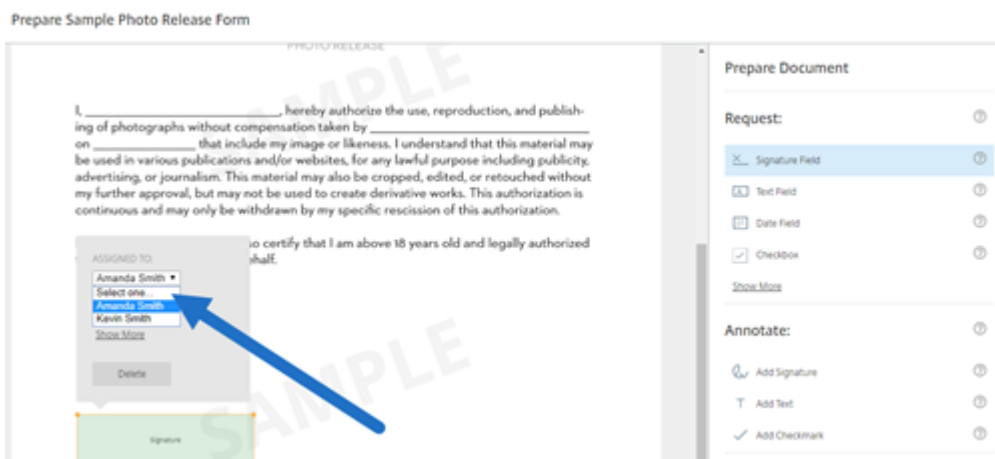 Prepare Sample Photo Release Form
PHOTO RELEASE
SAMPLE
I, ______________________, hereby authorize the use, reproduction, and publish-
ing of photographs without compensation taken by ______________________
on ____________ that include my image or likeness. I understand that this material may
be used in various publications and/or websites, for any lawful purpose including publicity,
advertising, or journalism. This material may also be cropped, edited, or retouched without
my further approval, but may not be used to create derivative works. This authorization is
continuous and may only be withdrawn by my specific rescission of this authorization.
so certify that I am above 18 years old and legally authorized
ehalf.
ASSIGNED TO:
Amanda Smith
Select one
Amanda Smith
Kevin Smith
Show More
Delete
Signature
SAMPLE
Prepare Document
Request:
Signature Field
Text Field
Date Field
Checkbox
Show More
Annotate:
Add Signature
T Add Text
Add Checkmark